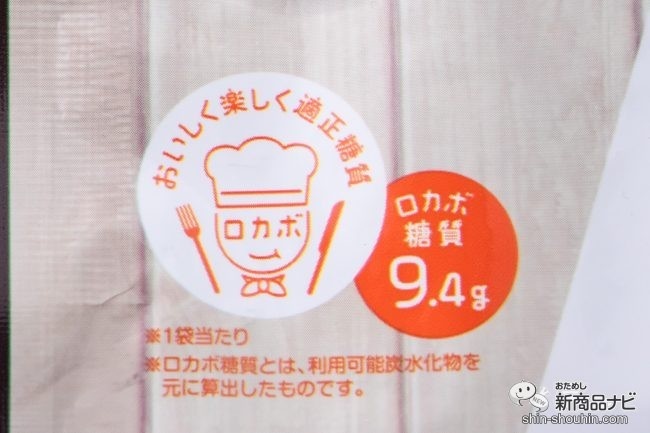 おいしく楽しく適正糖質
ロカボ
ロカボ
糖質
9.4g
※1袋当たり
※ロカボ糖質とは、利用可能炭水化物を
元に算出したものです。
NEW
おためし
新商品ナビ
shin-shouhin.com